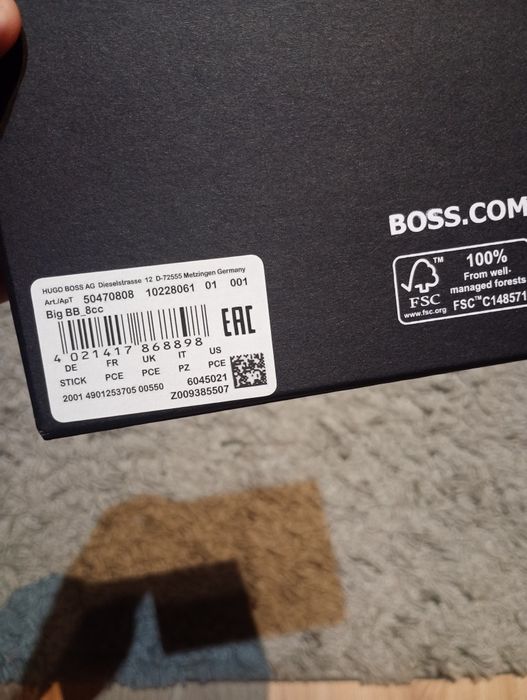 BOSS.COM
100%
From well-
managed forests
FSC™C148571
™
FSC
www.fsc.org
HUGO BOSS AG Dieselstrasse 12 D-72555 Metzingen Germany
Art./АрТ 50470808 10228061 01 001
Big BB_8cc
EAC
4 021417 868898
DE FR UK IT US
STICK PCE PCE PZ PCE
6045021
2001 4901253705 00550 Z009385507